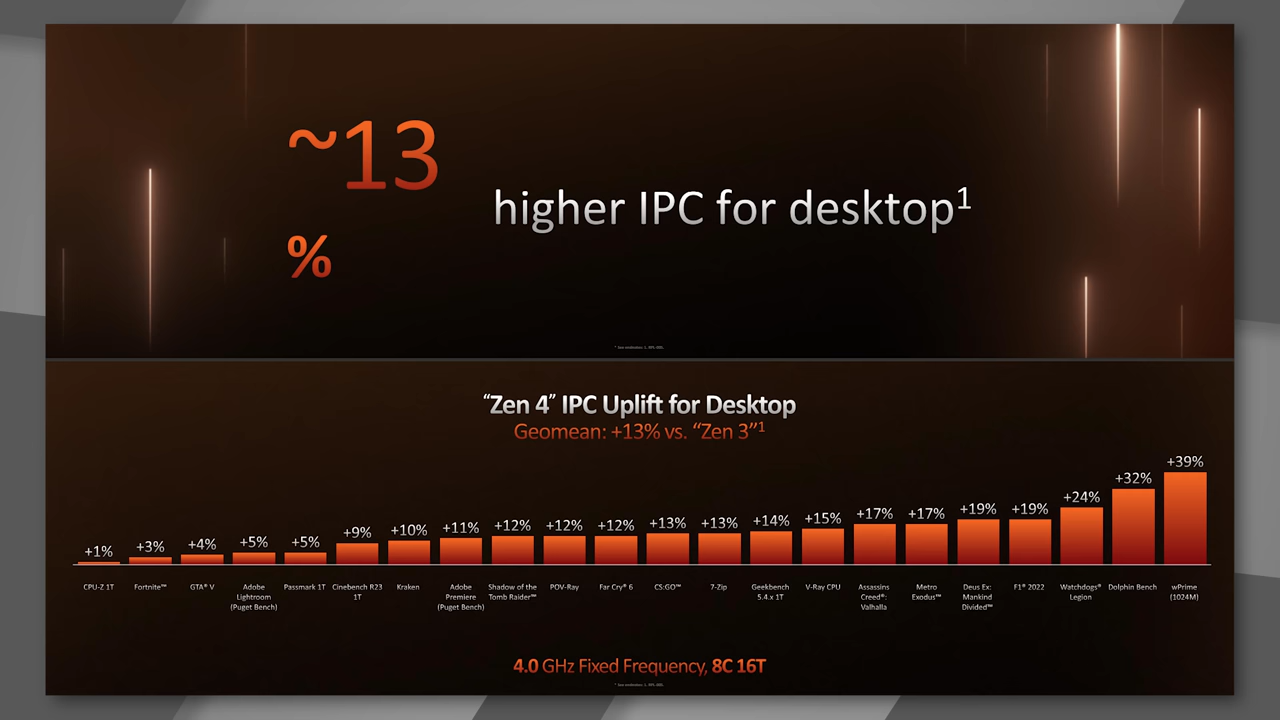 ~13
%
higher IPC for desktop¹
“Zen 4” IPC Uplift for Desktop
Geomean: +13% vs. “Zen 3”¹
+1%
+3%
+4%
+5%
+5%
+9%
+10%
+11%
+12%
+12%
+12%
+13%
+13%
+14%
+15%
+17%
+17%
+19%
+19%
+24%
+32%
+39%
CPU-Z 1T
Fortnite™
GTA® V
Adobe
Lightroom
(Puget Bench)
Passmark 1T
Cinebench R23
1T
Kraken
Adobe
Premiere
(Puget Bench)
Shadow of the
Tomb Raider™
POV-Ray
Far Cry® 6
CS:GO™
7-Zip
Geekbench
5.4.x 1T
V-Ray CPU
Assassins
Creed®:
Valhalla
Metro
Exodus™
Deus Ex:
Mankind
Divided™
F1® 2022
Watchdogs®
Legion
Dolphin Bench
wPrime
(1024M)
4.0 GHz Fixed Frequency, 8C 16T